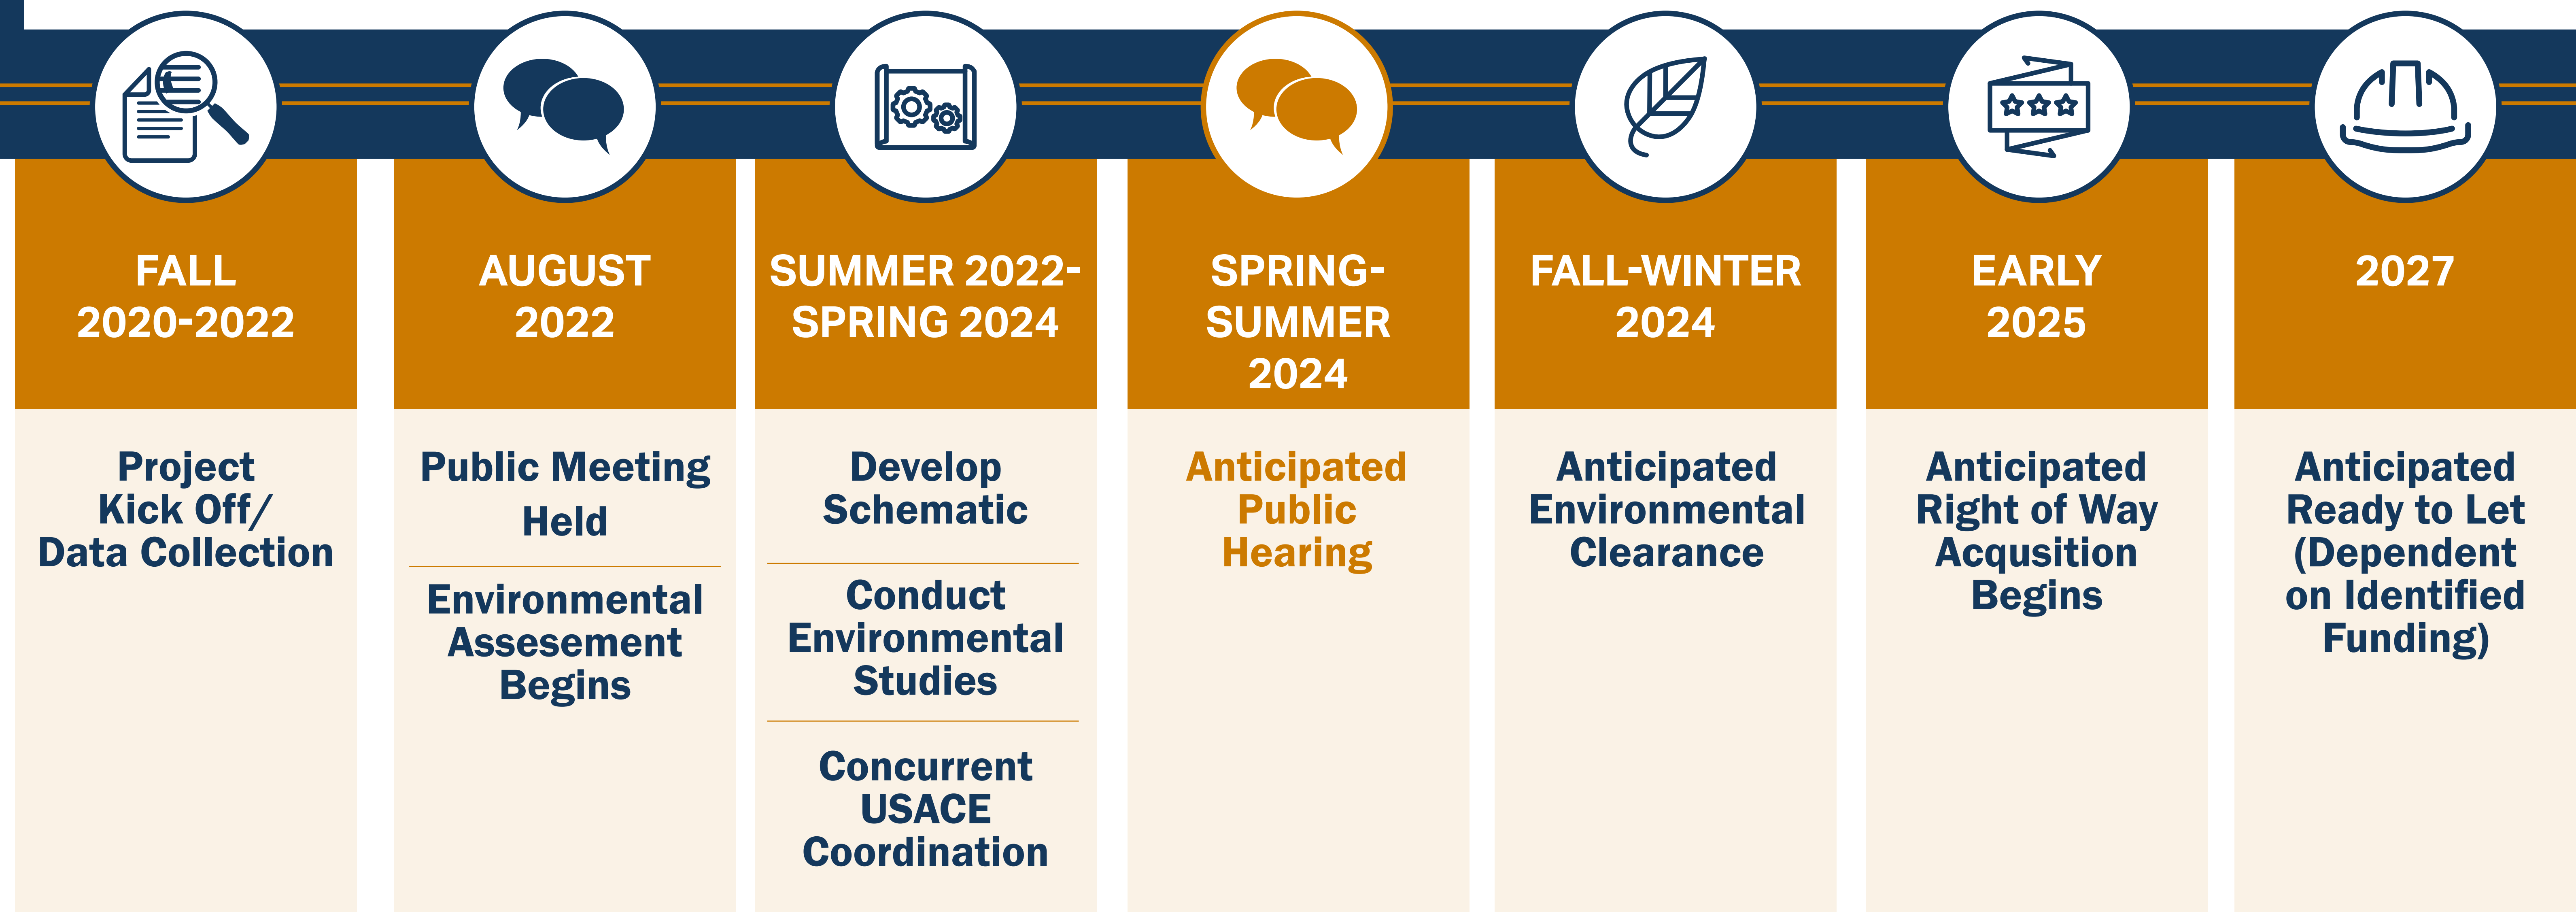 FALL
2020-2022
Project
Kick Off/
Data Collection
AUGUST
2022
Public Meeting
Held
Environmental
Assesement
Begins
SUMMER 2022-
SPRING 2024
Develop
Schematic
Conduct
Environmental
Studies
Concurrent
USACE
Coordination
SPRING-
SUMMER
2024
Anticipated
Public
Hearing
FALL-WINTER
2024
Anticipated
Environmental
Clearance
EARLY
2025
Anticipated
Right of Way
Acqusition
Begins
2027
Anticipated
Ready to Let
(Dependent
on Identified
Funding)